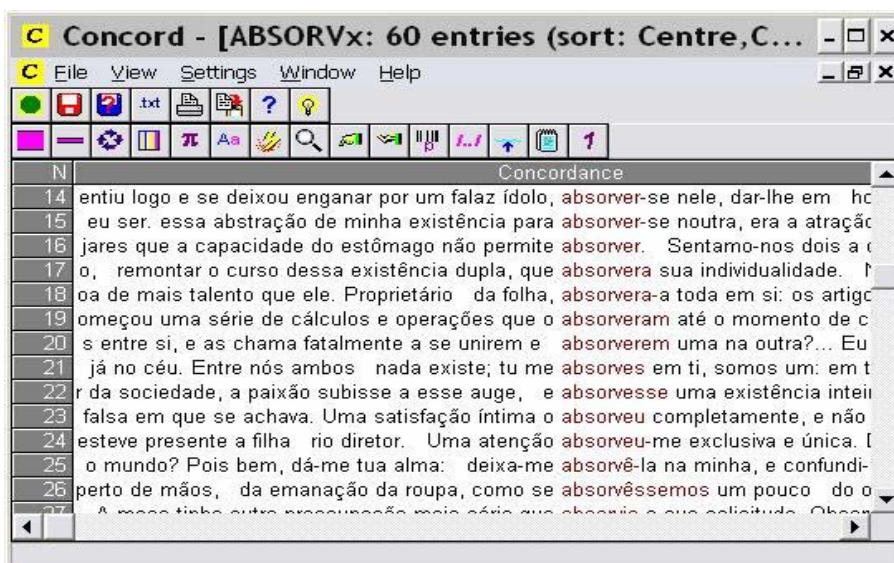 Concord - [ABSORVx: 60 entries (sort: Centre,C...
File View Settings Window Help
.txt ?
π Aa
N Concordance
14 entiu logo e se deixou enganar por um falaz ídolo, absorver-se nele, dar-lhe em ho
15 eu ser. essa abstração de minha existência para absorver-se noutra, era a atração
16 jares que a capacidade do estômago não permite absorver. Sentamo-nos dois a
17 o, remontar o curso dessa existência dupla, que absorvera sua individualidade.
18 oa de mais talento que ele. Proprietário da folha, absorvera-a toda em si: os artigo
19 omeçou uma série de cálculos e operações que o absorveram até o momento de c
20 s entre si, e as chama fatalmente a se unirem e absorverem uma na outra?... Eu
21 já no céu. Entre nós ambos nada existe; tu me absorves em ti, somos um: em t
22 r da sociedade, a paixão subisse a esse auge, e absorvesse uma existência intei
23 falsa em que se achava. Uma satisfação íntima o absorveu completamente, e não
24 esteve presente a filha rio diretor. Uma atenção absorveu-me exclusiva e única.
25 o mundo? Pois bem, dá-me tua alma: deixa-me absorvê-la na minha, e confundi-
26 perto de mãos, da emanação da roupa, como se absorvêssemos um pouco do o